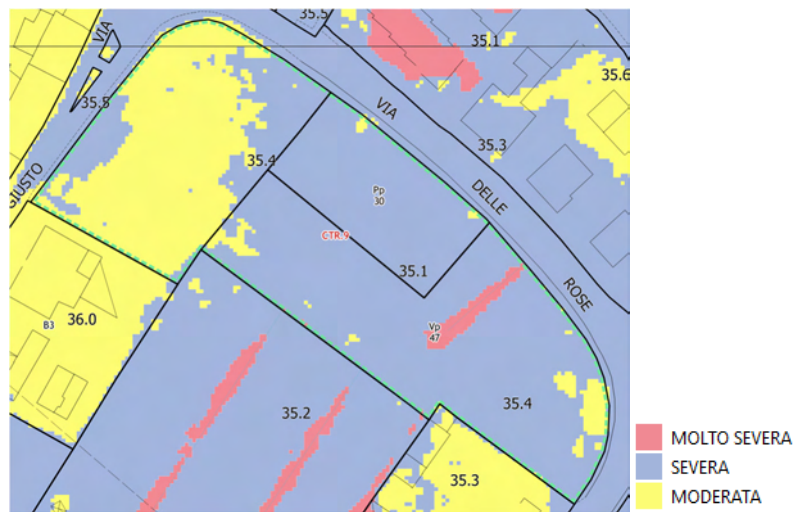 35.5
VIA
35.1
35.6
35.5
VIA
35.3
35.4
GIUSTO
Pp
30
DELLE
CTR.9
35.1
ROSE
36.0
B3
Vp
47
35.2
35.4
35.3
MOLTO SEVERA
SEVERA
MODERATA